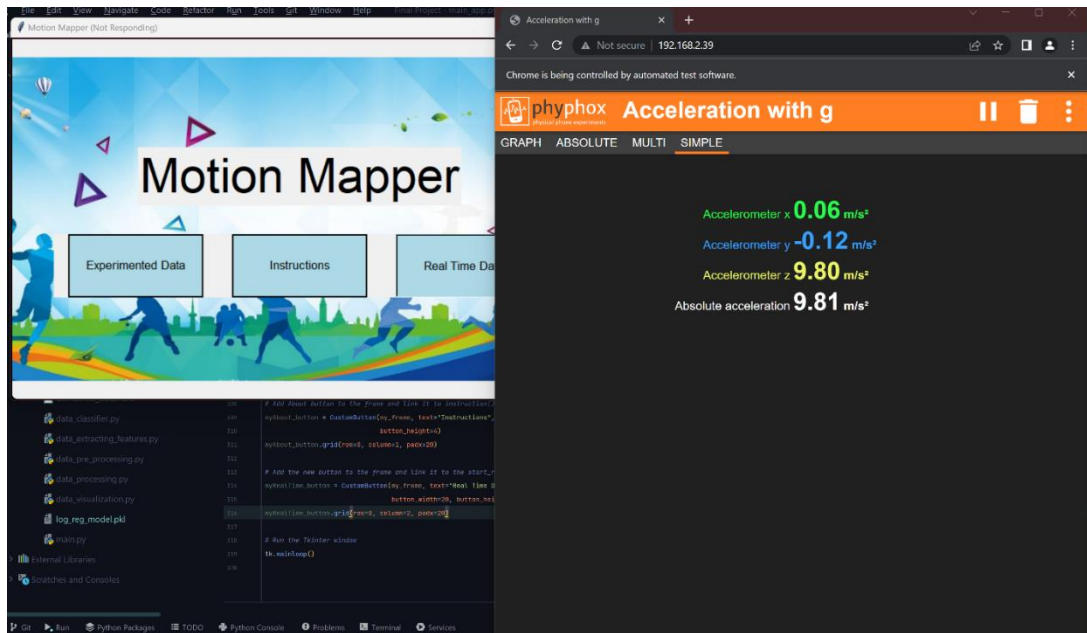 File Edit View Navigate Code Refactor Run Tools Git Window Help Final Project - main_app.py
Motion Mapper (Not Responding)
Motion Mapper
Experimented Data
Instructions
Real Time Da
data_classifier.py
data_extracting_features.py
data_pre_processing.py
data_processing.py
data_visualization.py
log_reg_model.pkl
main.py
External Libraries
Scratches and Consoles
# Add About button to the frame and link it to instruction(
myAbout_button = CustomButton(my_frame, text="Instructions",
button_height=4)
myAbout_button.grid(row=0, column=1, padx=20)
# Add the new button to the frame and link it to the start_r
myRealTime_button = CustomButton(my_frame, text="Real Time D
button_width=20, button_hei
myRealTime_button.grid(row=0, column=2, padx=20)
# Run the Tkinter window
tk.mainloop()
Git Run Python Packages TODO Python Console Problems Terminal Services
Acceleration with g
Not secure 192.168.2.39
Chrome is being controlled by automated test software.
phyphox Acceleration with g
physical phone experiments
GRAPH ABSOLUTE MULTI SIMPLE
Accelerometer x 0.06 m/s²
Accelerometer y -0.12 m/s²
Accelerometer z 9.80 m/s²
Absolute acceleration 9.81 m/s²